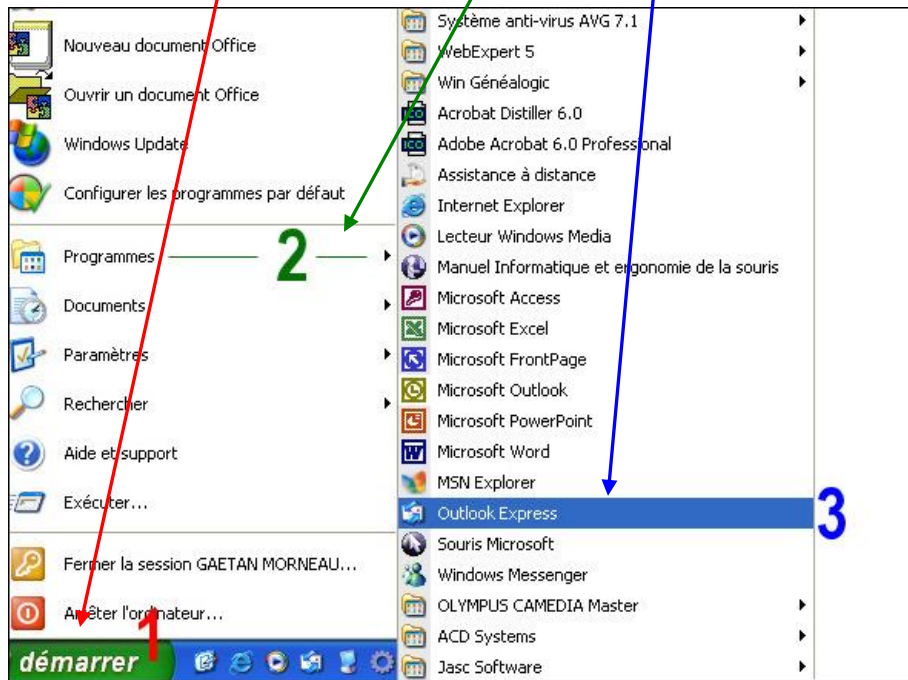 Nouveau document Office
Ouvrir un document Office
Windows Update
Configurer les programmes par défaut
Programmes
2
Documents
Paramètres
Rechercher
Aide et support
Exécuter...
Fermer la session GAETAN MORNEAU...
Arrêter l'ordinateur...
1
démarrer
Système anti-virus AVG 7.1
WebExpert 5
Win Généalogic
Acrobat Distiller 6.0
Adobe Acrobat 6.0 Professional
Assistance à distance
Internet Explorer
Lecteur Windows Media
Manuel Informatique et ergonomie de la souris
Microsoft Access
Microsoft Excel
Microsoft FrontPage
Microsoft Outlook
Microsoft PowerPoint
Microsoft Word
MSN Explorer
Outlook Express
3
Souris Microsoft
Windows Messenger
OLYMPUS CAMEDIA Master
ACD Systems
Jasc Software